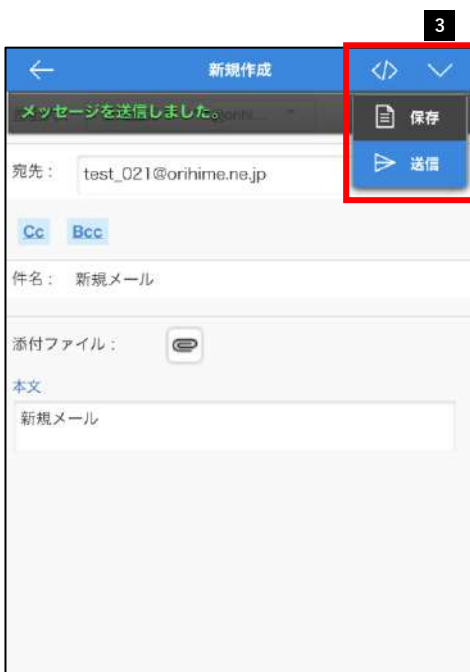 3
新規作成 </>
メッセージを送信しました。
保存
宛先： test_021@orihime.ne.jp
送信
Cc Bcc
件名： 新規メール
添付ファイル：
本文
新規メール